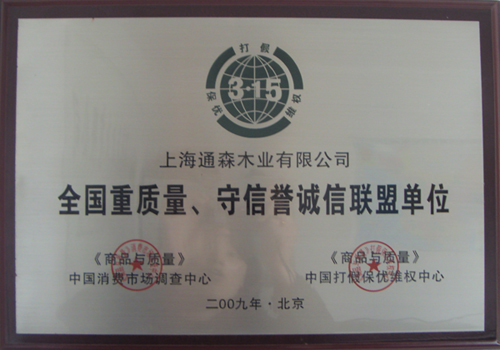 打假
3·15
保优
维权
上海通森木业有限公司
全国重质量、守信誉诚信联盟单位
《商品与质量》
中国消费市场调查中心
《商品与质量》
中国打假保优维权中心
二00九年·北京